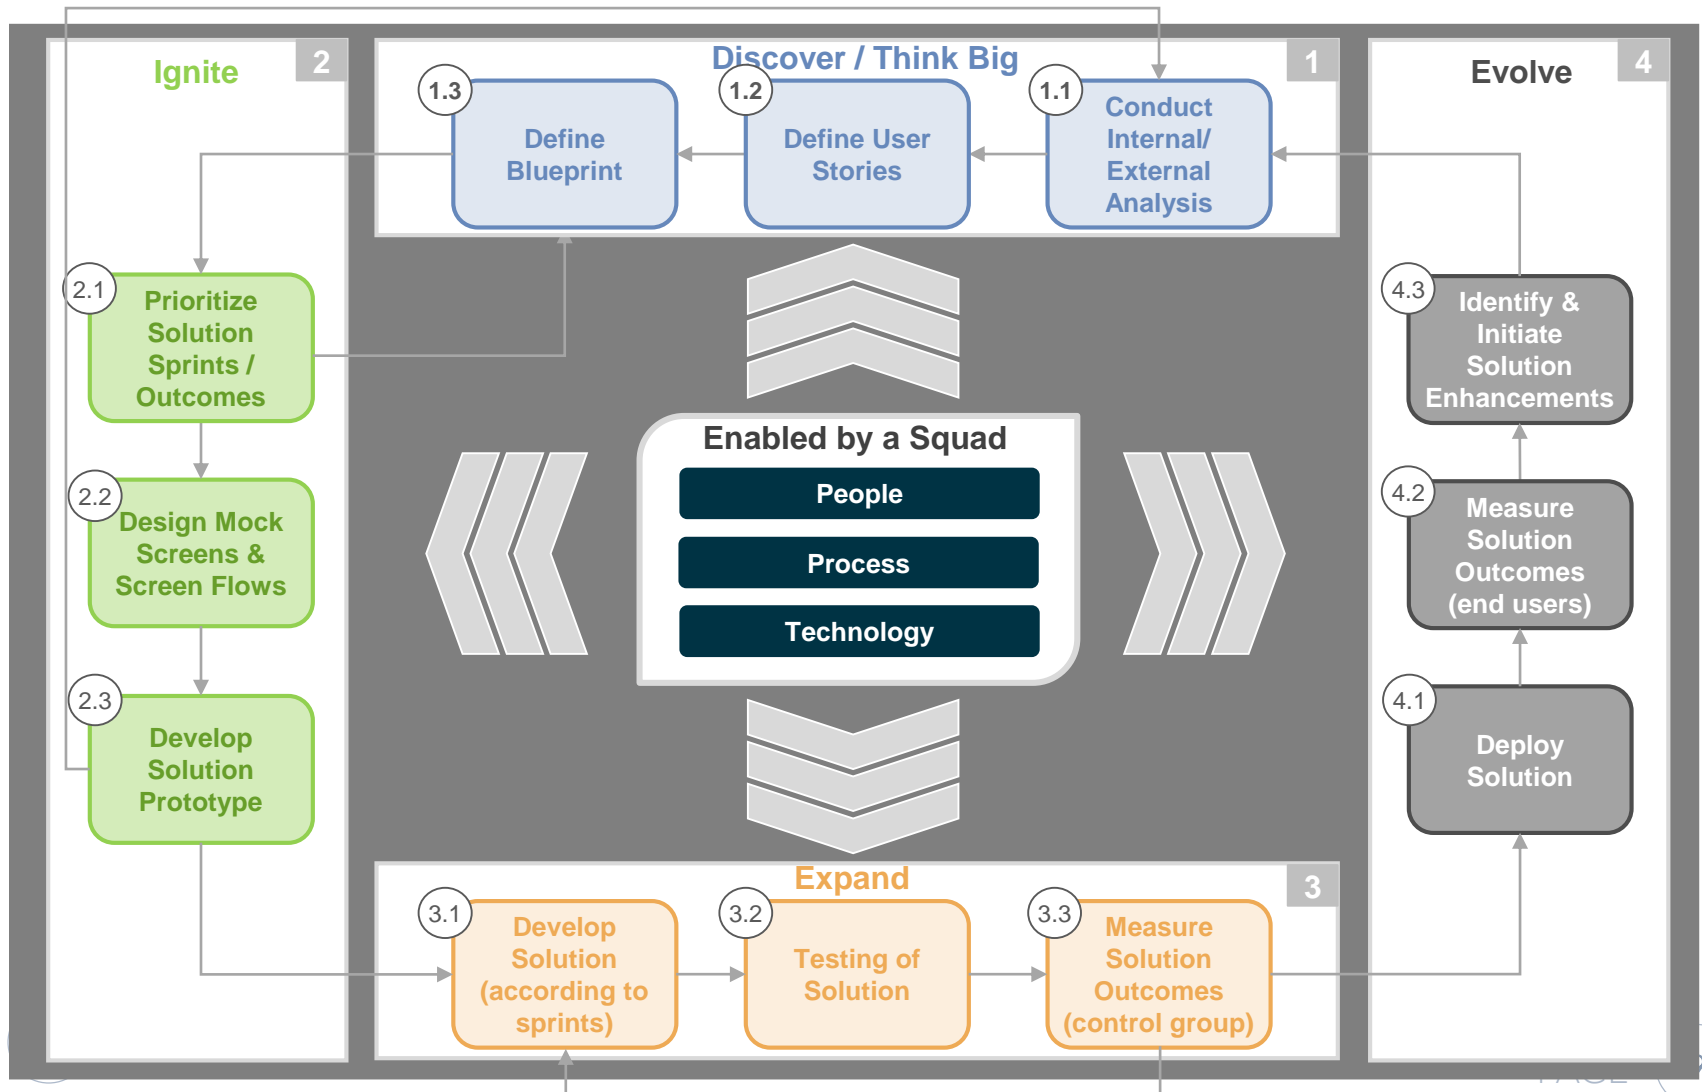 Discover / Think Big
1
1.1
Conduct
Internal/
External
Analysis
1.2
Define User
Stories
1.3
Define
Blueprint
Ignite
2
2.1
Prioritize
Solution
Sprints /
Outcomes
2.2
Design Mock
Screens &
Screen Flows
2.3
Develop
Solution
Prototype
Enabled by a Squad
People
Process
Technology
Expand
3
3.1
Develop
Solution
(according to
sprints)
3.2
Testing of
Solution
3.3
Measure
Solution
Outcomes
(control group)
Evolve
4
4.3
Identify &
Initiate
Solution
Enhancements
4.2
Measure
Solution
Outcomes
(end users)
4.1
Deploy
Solution